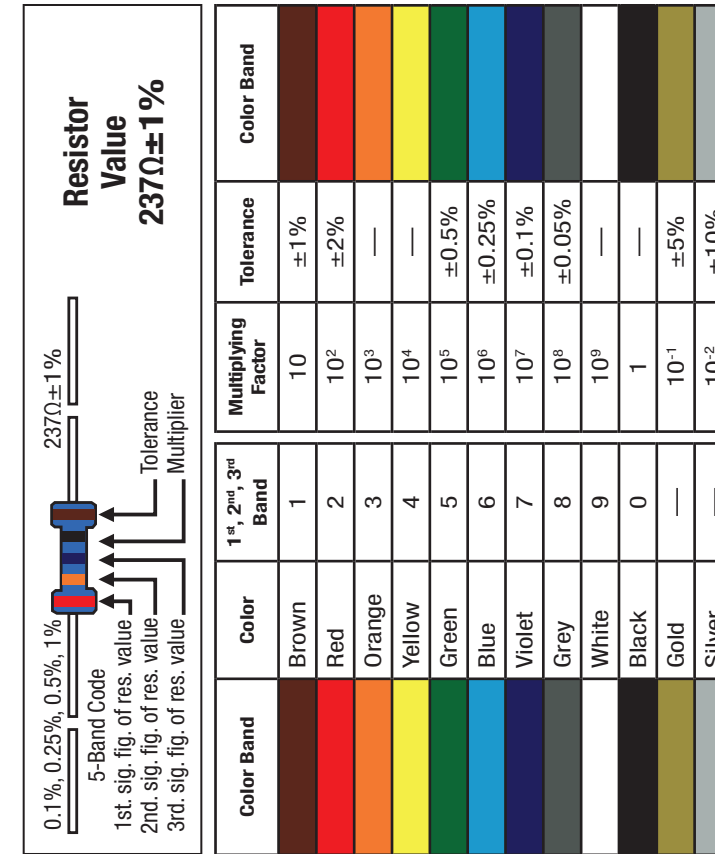 0.1%, 0.25%, 0.5%, 1%
237Ω±1%
5-Band Code
1st. sig. fig. of res. value
2nd. sig. fig. of res. value
3rd. sig. fig. of res. value
Tolerance
Multiplier
Resistor
Value
237Ω±1%
Color Band Color 1st, 2nd, 3rd Band Multiplying Factor Tolerance Color Band
Brown 1 10 ±1%
Red 2 10² ±2%
Orange 3 10³ —
Yellow 4 10⁴ —
Green 5 10⁵ ±0.5%
Blue 6 10⁶ ±0.25%
Violet 7 10⁷ ±0.1%
Grey 8 10⁸ ±0.05%
White 9 10⁹ —
Black 0 1 —
Gold — 10⁻¹ ±5%
Silver — 10⁻² ±10%